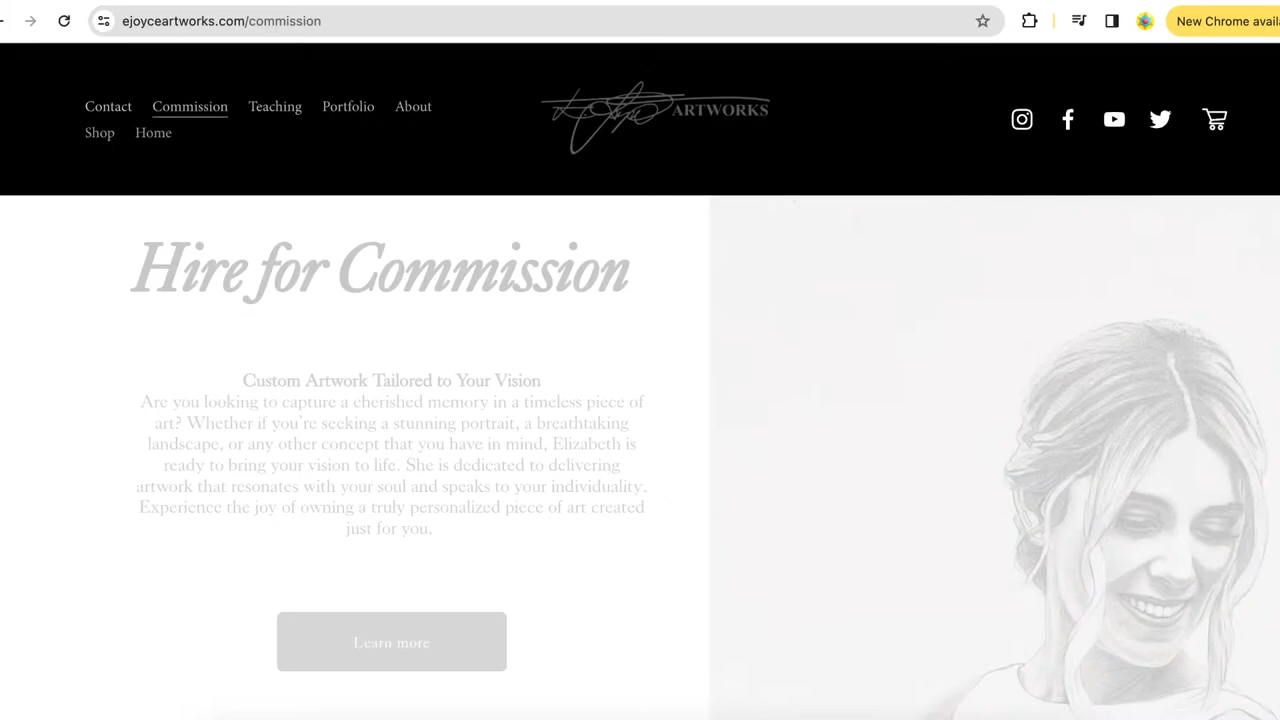 ejoyceartworks.com/commission
New Chrome availa
Contact Commission Teaching Portfolio About
Shop Home
ARTWORKS
Hire for Commission
Custom Artwork Tailored to Your Vision
Are you looking to capture a cherished memory in a timeless piece of
art? Whether if you're seeking a stunning portrait, a breathtaking
landscape, or any other concept that you have in mind, Elizabeth is
ready to bring your vision to life. She is dedicated to delivering
artwork that resonates with your soul and speaks to your individuality.
Experience the joy of owning a truly personalized piece of art created
just for you.
Learn more